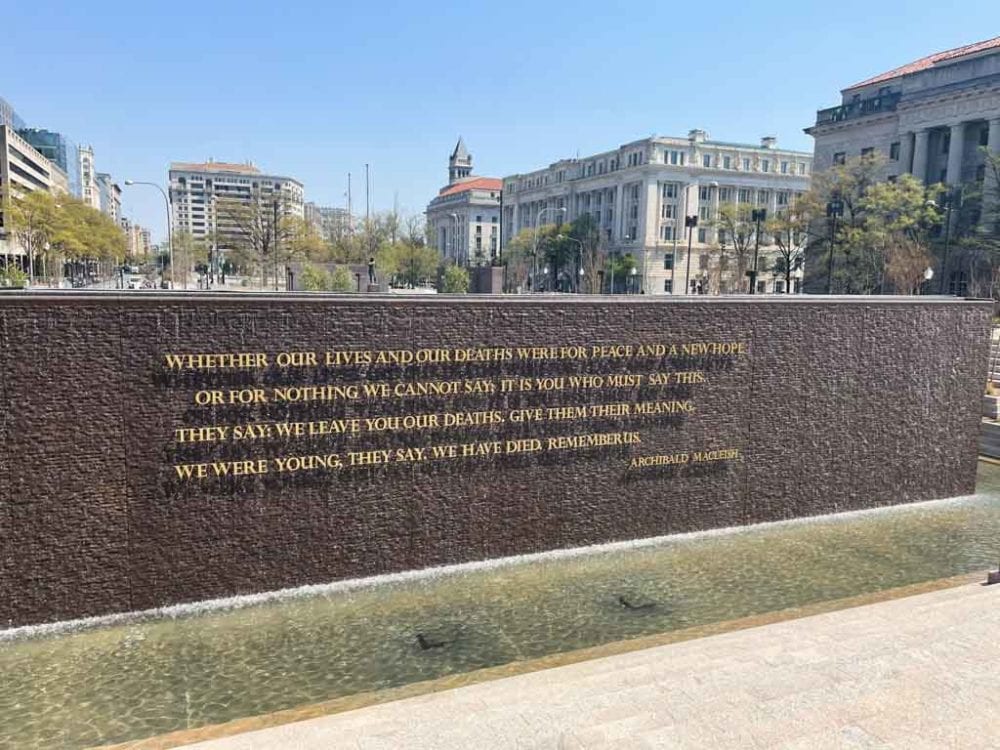 WHETHER OUR LIVES AND OUR DEATHS WERE FOR PEACE AND A NEW HOPE
OR FOR NOTHING WE CANNOT SAY; IT IS YOU WHO MUST SAY THIS.
THEY SAY: WE LEAVE YOU OUR DEATHS. GIVE THEM THEIR MEANING.
WE WERE YOUNG, THEY SAY. WE HAVE DIED. REMEMBER US.
ARCHIBALD MACLEISH